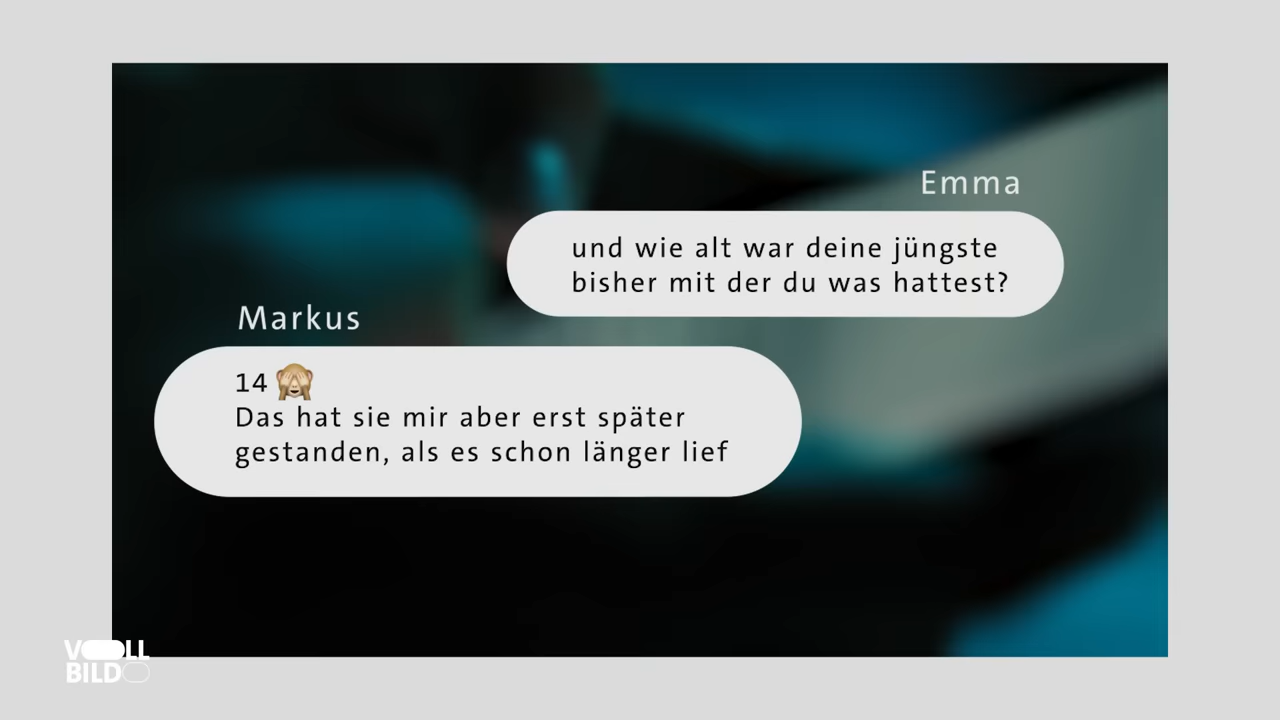 Emma
und wie alt war deine jüngste
bisher mit der du was hattest?
Markus
14 🙈
Das hat sie mir aber erst später
gestanden, als es schon länger lief
VOLL
BILD